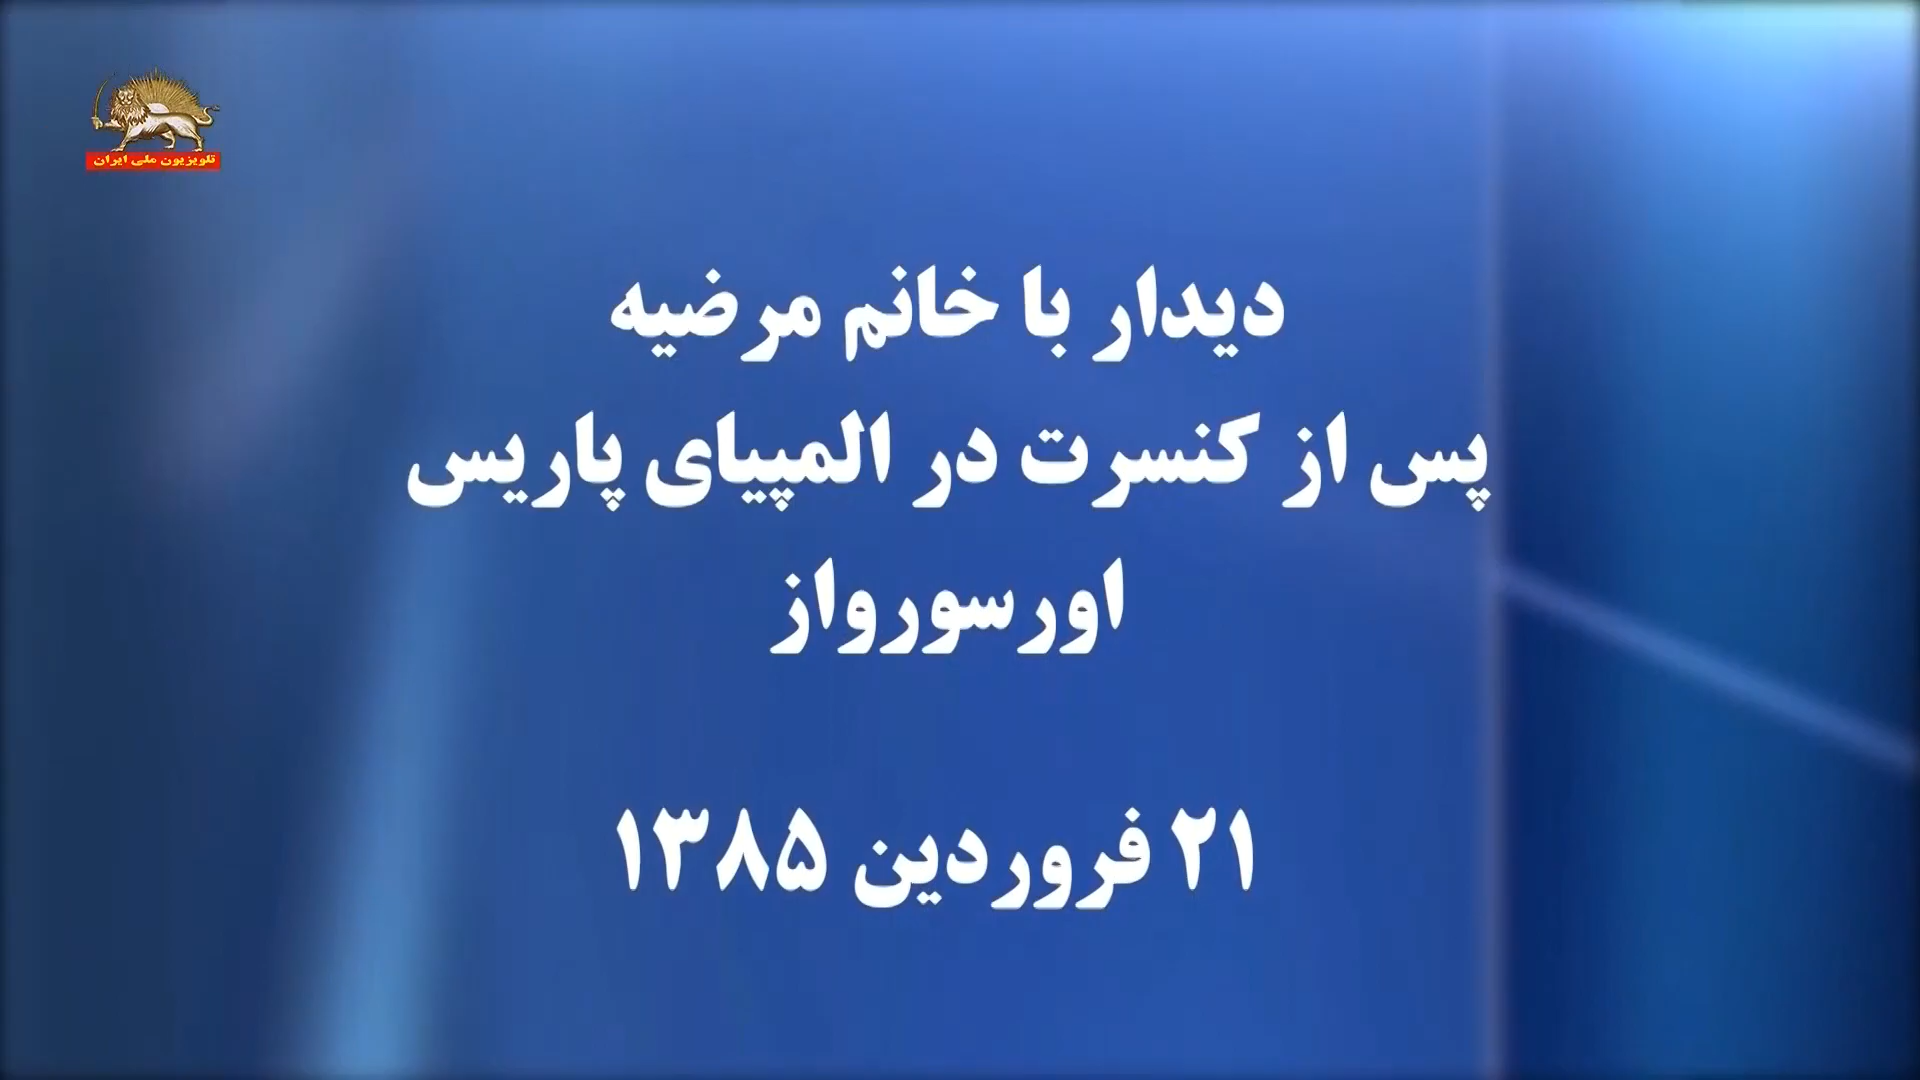 تلویزیون ملی ایران
دیدار با خانم مرضیه
پس از کنسرت در المپیای پاریس
اورسورواز
۲۱ فروردین ۱۳۸۵